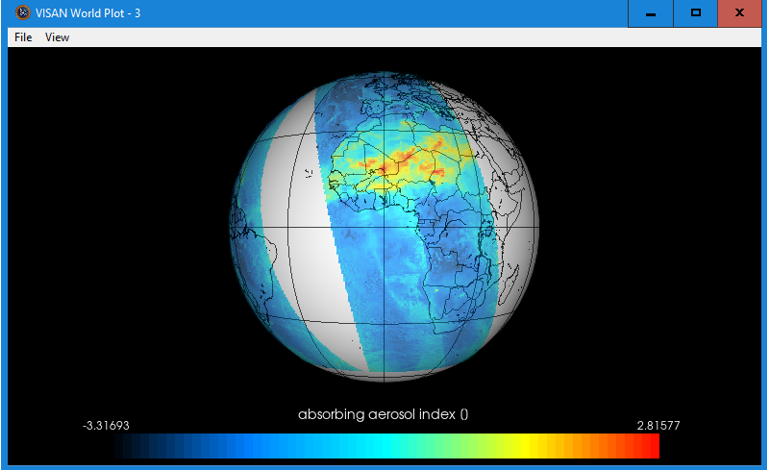 VISAN World Plot - 3
File View
absorbing aerosol index ()
-3.31693 2.81577